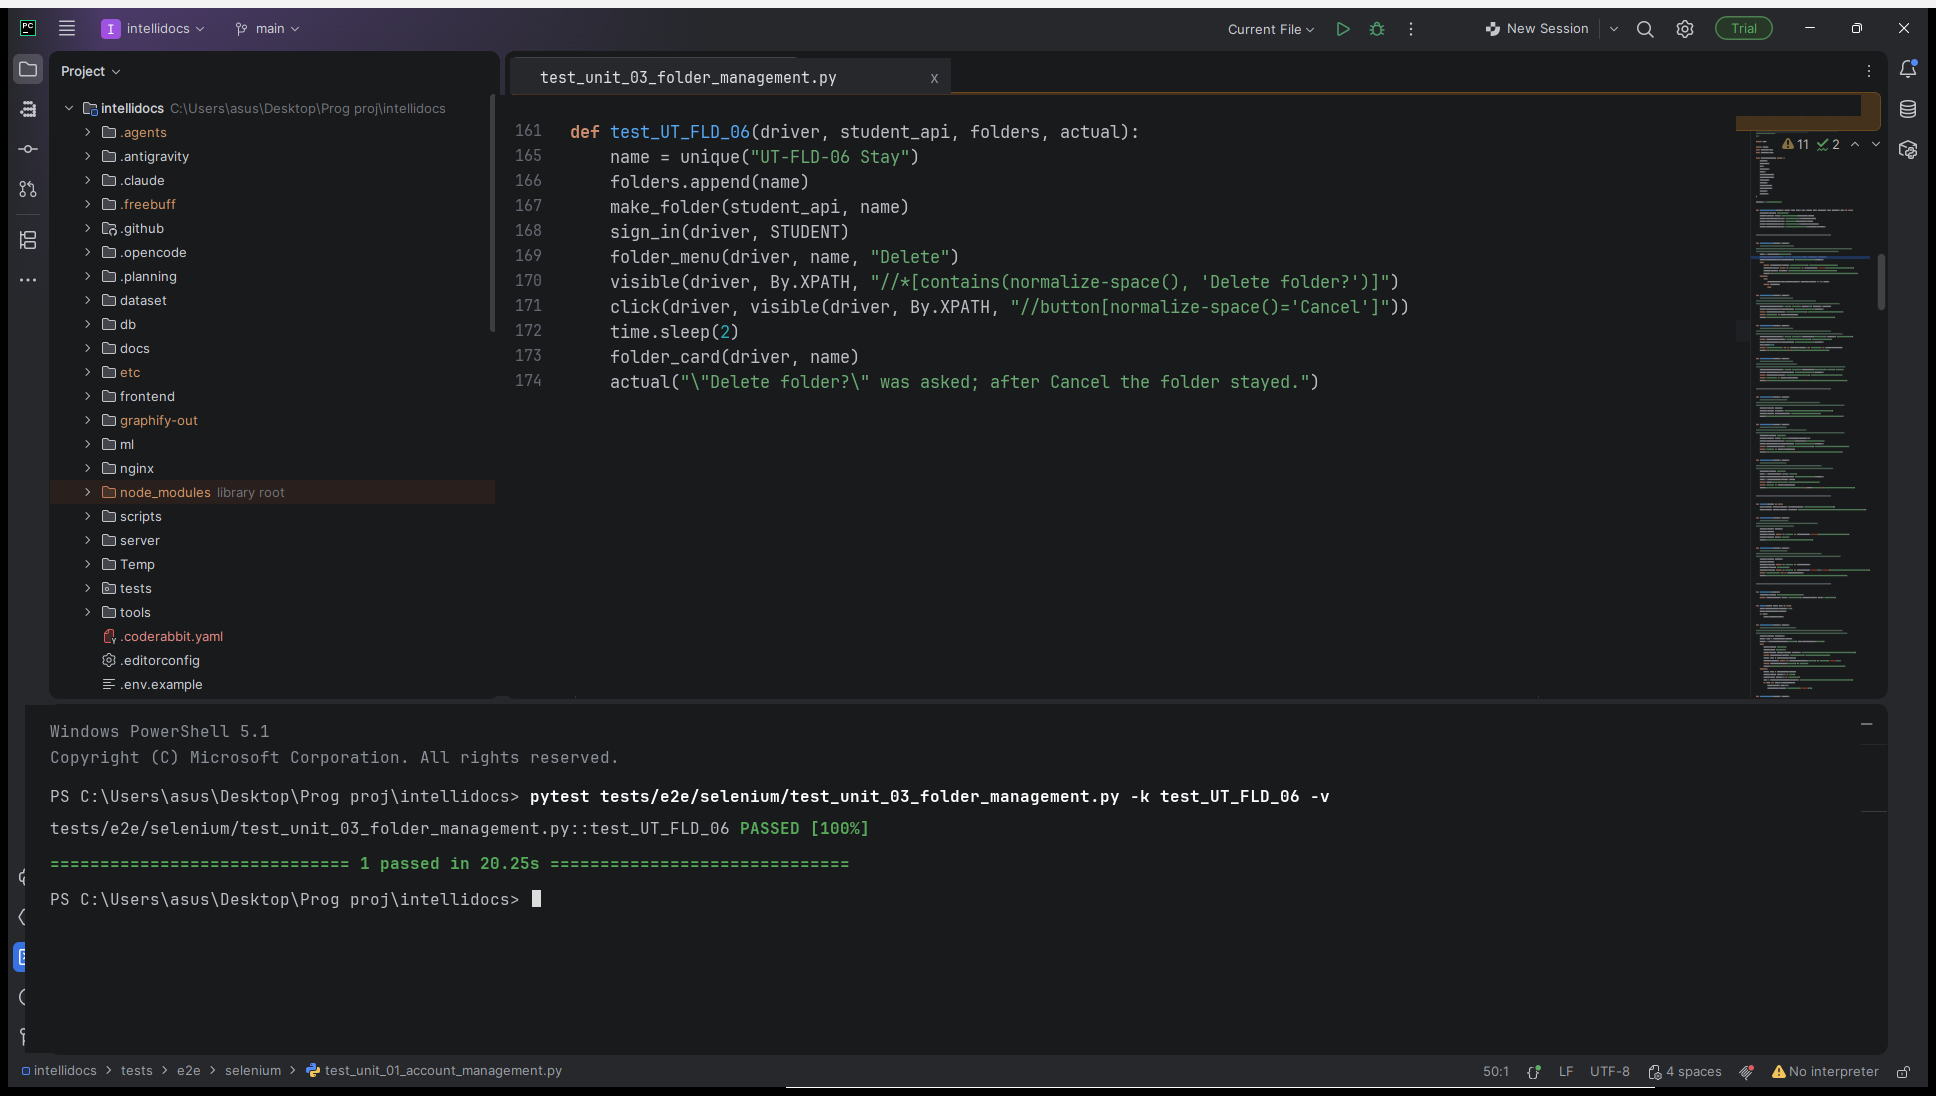 PC
I intellidocs
main
Current File
New Session
Trial
Project
test_unit_03_folder_management.py x
intellidocs C:\Users\asus\Desktop\Prog proj\intellidocs
.agents
.antigravity
.claude
.freebuff
.github
.opencode
.planning
dataset
db
docs
etc
frontend
graphify-out
ml
nginx
node_modules library root
scripts
server
Temp
tests
tools
.coderabbit.yaml
.editorconfig
.env.example
161 def test_UT_FLD_06(driver, student_api, folders, actual):
165 name = unique("UT-FLD-06 Stay")
166 folders.append(name)
167 make_folder(student_api, name)
168 sign_in(driver, STUDENT)
169 folder_menu(driver, name, "Delete")
170 visible(driver, By.XPATH, "//*[contains(normalize-space(), 'Delete folder?')]")
171 click(driver, visible(driver, By.XPATH, "//button[normalize-space()='Cancel']"))
172 time.sleep(2)
173 folder_card(driver, name)
174 actual("\"Delete folder?\" was asked; after Cancel the folder stayed.")
11 2
Windows PowerShell 5.1
Copyright (C) Microsoft Corporation. All rights reserved.
PS C:\Users\asus\Desktop\Prog proj\intellidocs> pytest tests/e2e/selenium/test_unit_03_folder_management.py -k test_UT_FLD_06 -v
tests/e2e/selenium/test_unit_03_folder_management.py::test_UT_FLD_06 PASSED [100%]
============================== 1 passed in 20.25s ==============================
PS C:\Users\asus\Desktop\Prog proj\intellidocs>
intellidocs > tests > e2e > selenium > test_unit_01_account_management.py
50:1 LF UTF-8 4 spaces No interpreter